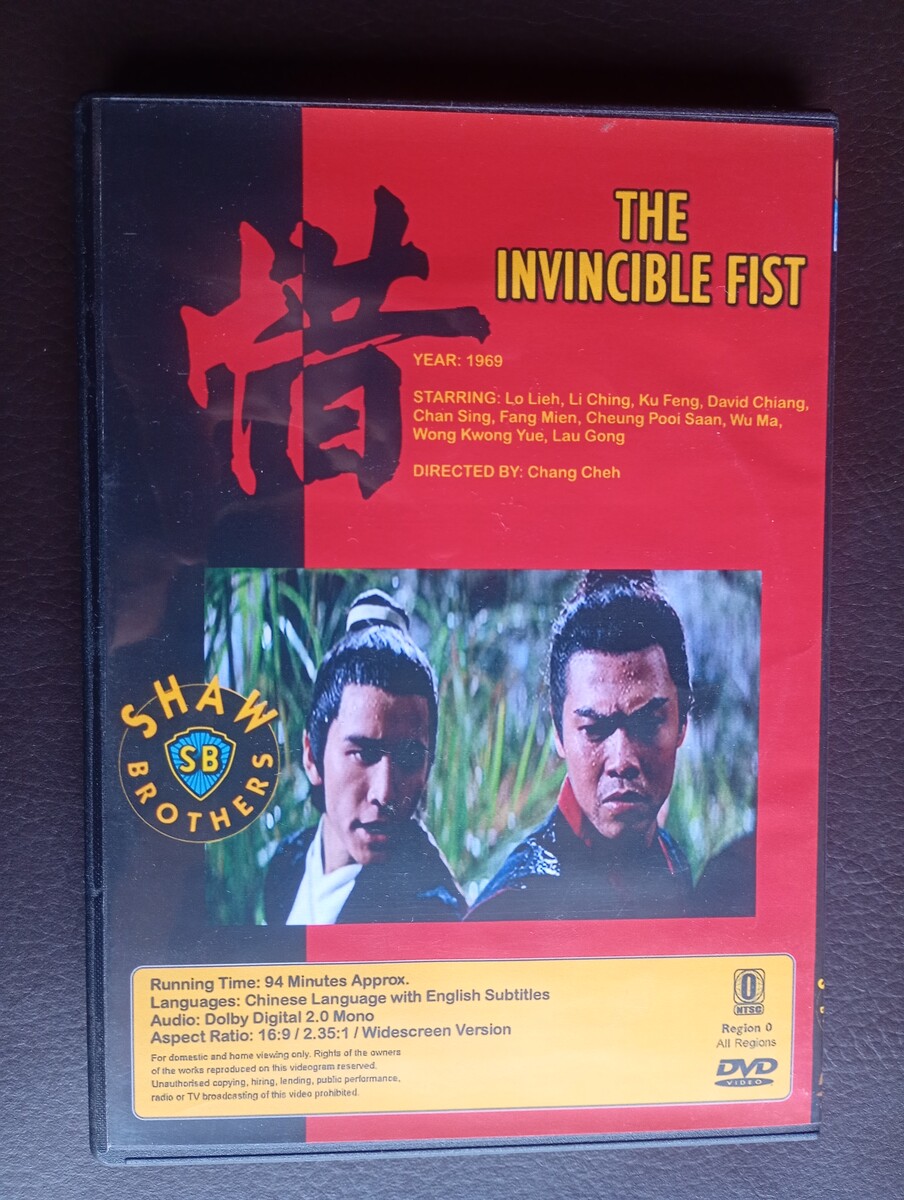 惜
THE
INVINCIBLE FIST
YEAR: 1969
STARRING: Lo Lieh, Li Ching, Ku Feng, David Chiang,
Chan Sing, Fang Mien, Cheung Pooi Saan, Wu Ma,
Wong Kwong Yue, Lau Gong
DIRECTED BY: Chang Cheh
SHAW
SB
BROTHERS
Running Time: 94 Minutes Approx.
Languages: Chinese Language with English Subtitles
Audio: Dolby Digital 2.0 Mono
Aspect Ratio: 16:9 / 2.35:1 / Widescreen Version
For domestic and home viewing only. Rights of the owners
of the works reproduced on this videogram reserved.
Unauthorised copying, hiring, lending, public performance,
radio or TV broadcasting of this video prohibited.
0
NTSC
Region 0
All Regions
DVD
VIDEO